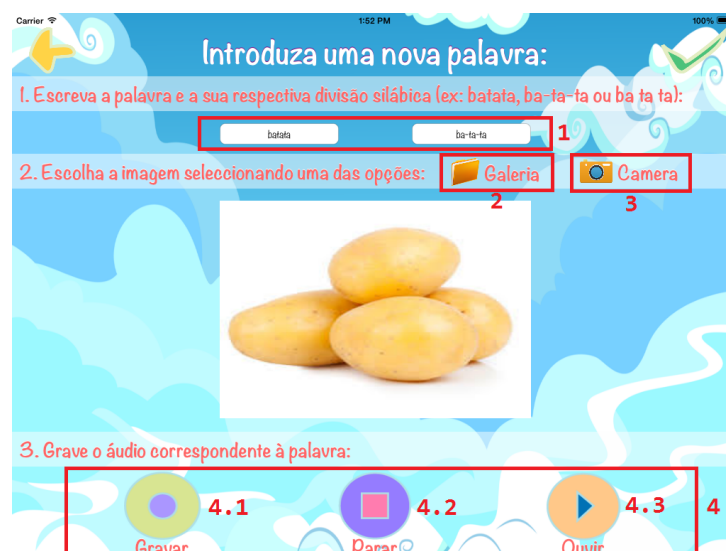 Carrier 1:52 PM 100%
Introduza uma nova palavra:
1. Escreva a palavra e a sua respectiva divisão silábica (ex: batata, ba-ta-ta ou ba ta ta):
batata ba-ta-ta 1
2. Escolha a imagem seleccionando uma das opções: Galeria Camera
2 3
3. Grave o áudio correspondente à palavra:
4.1 4.2 4.3 4
Gravar Parar Ouvir